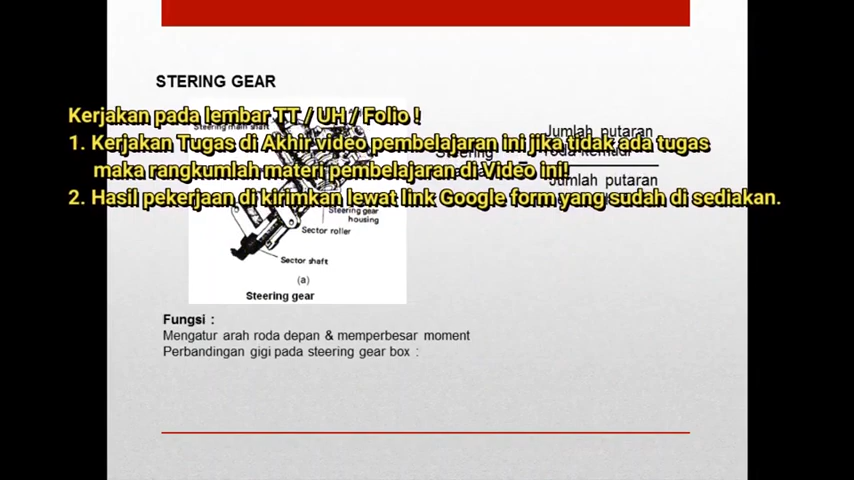 STERING GEAR
Kerjakan pada lembar TT / UH / Folio !
1. Kerjakan Tugas di Akhir video pembelajaran ini jika tidak ada tugas
maka rangkumlah materi pembelajaran di Video ini!
2. Hasil pekerjaan di kirimkan lewat link Google form yang sudah di sediakan.
Steering main shaft
Jumlah putaran
Steering =
roda kemudi
Jumlah putaran
Steering gear
housing
Sector roller
Sector shaft
(a)
Steering gear
Fungsi :
Mengatur arah roda depan & memperbesar moment
Perbandingan gigi pada steering gear box :